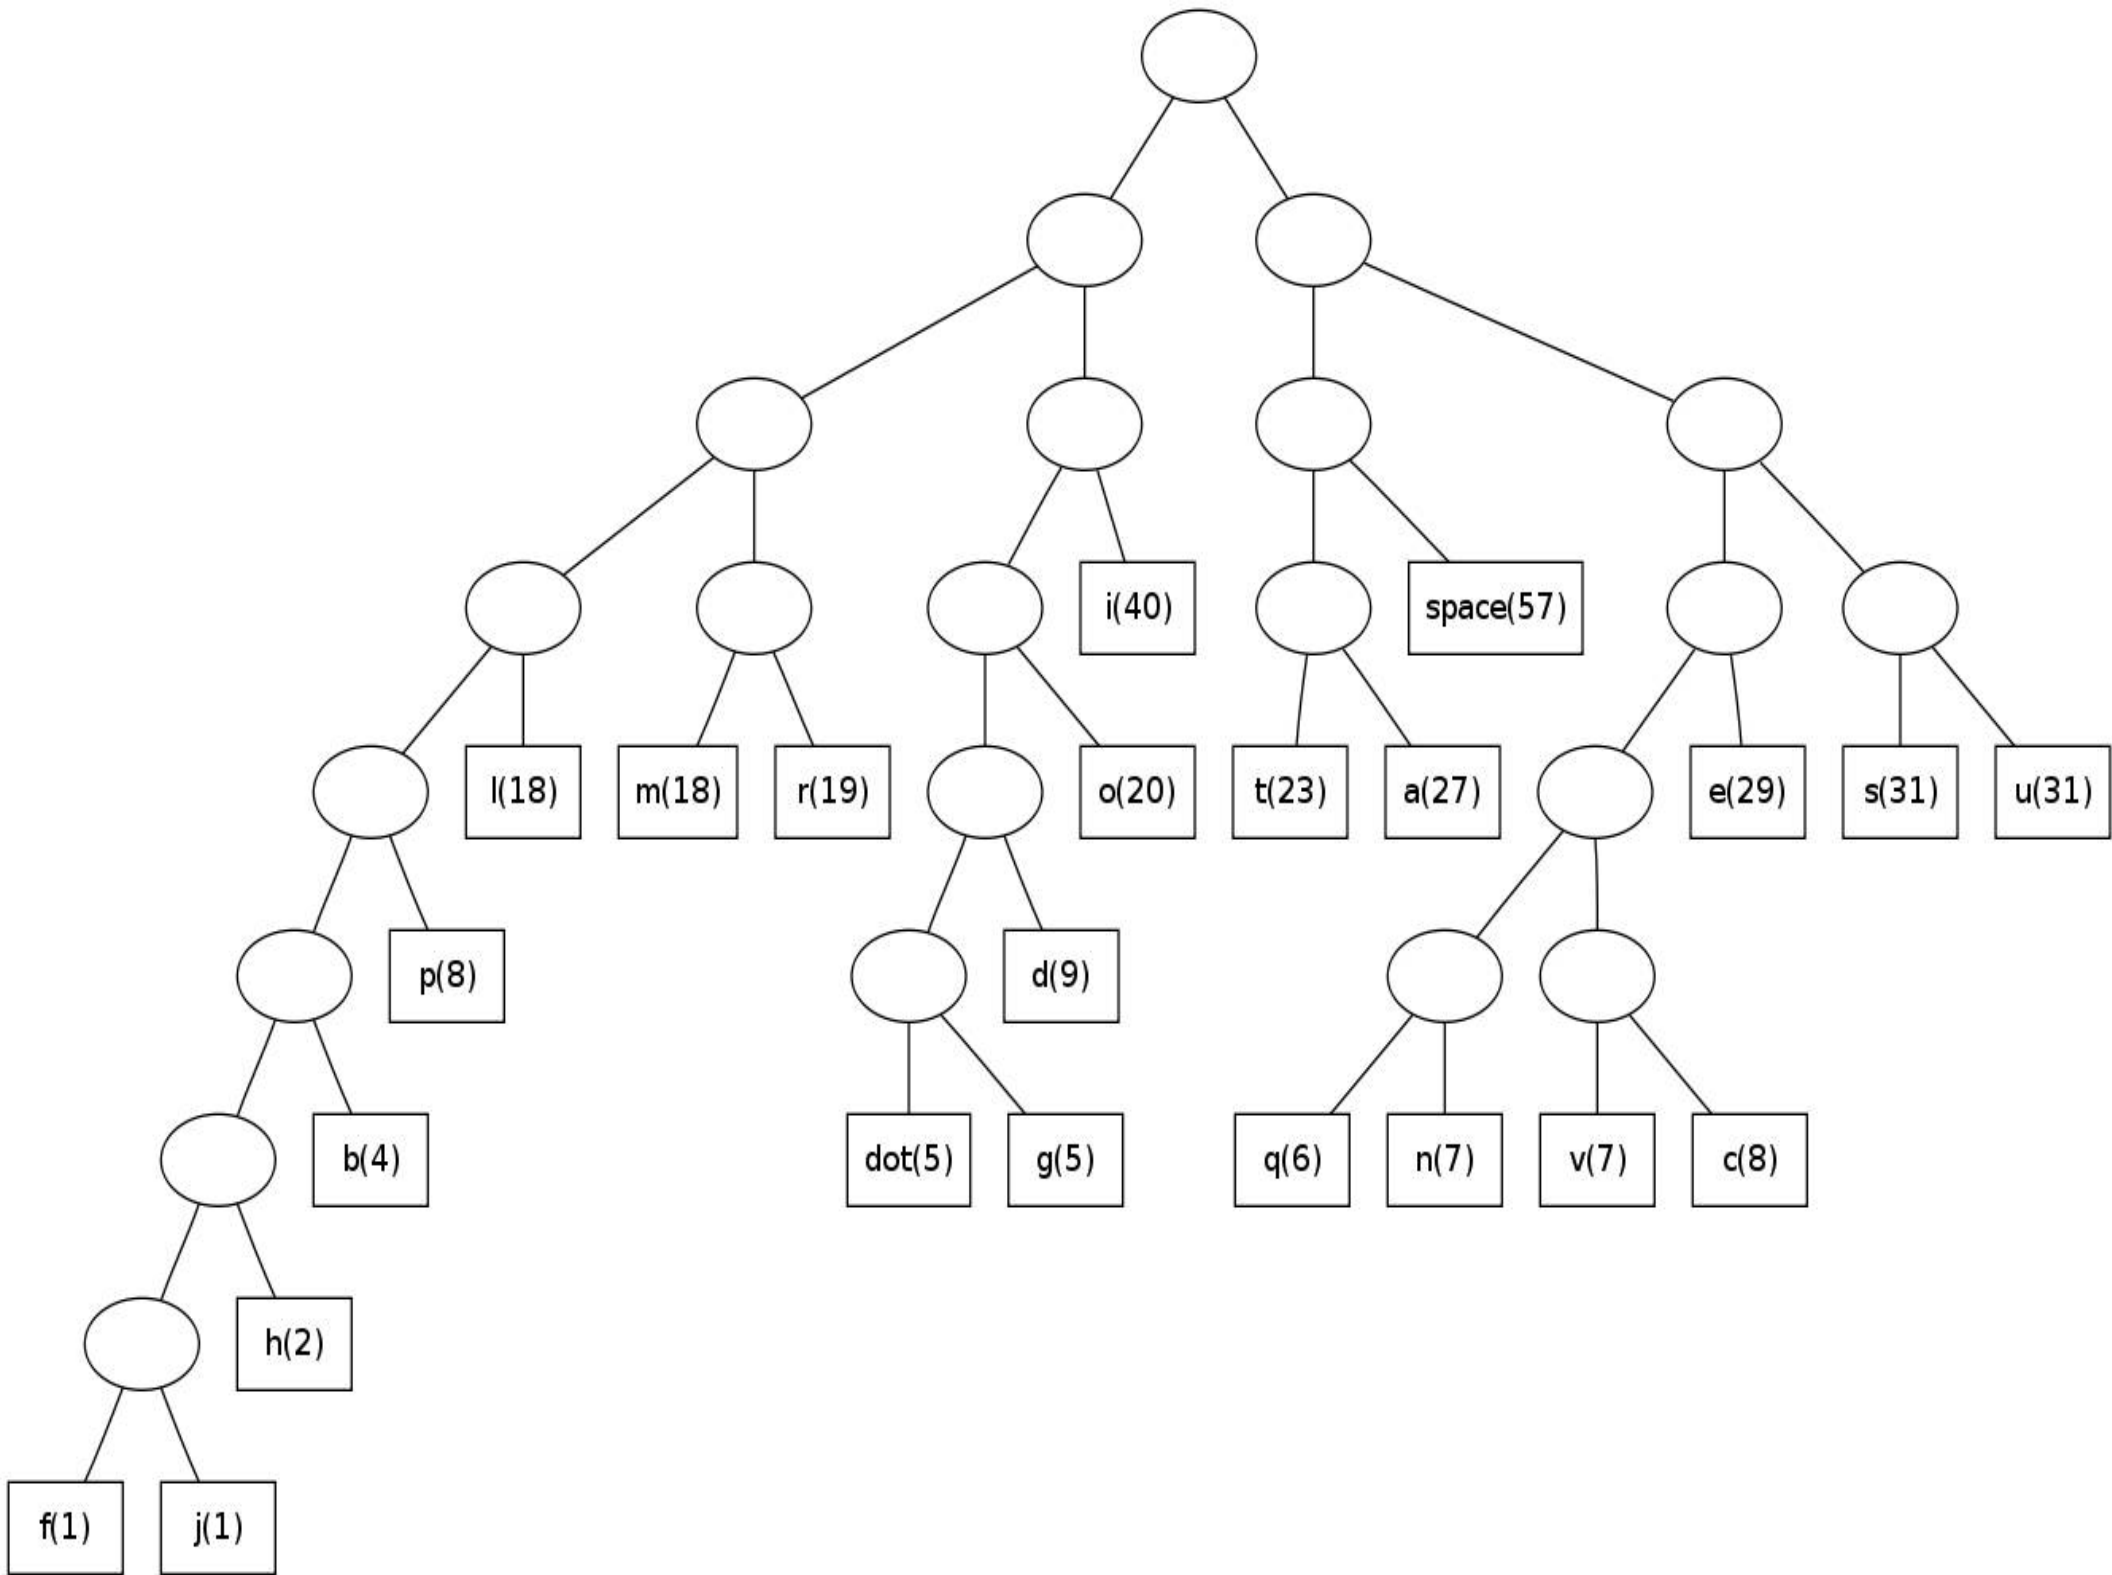 i(40)
space(57)
l(18)
m(18)
r(19)
o(20)
t(23)
a(27)
e(29)
s(31)
u(31)
p(8)
d(9)
b(4)
dot(5)
g(5)
q(6)
n(7)
v(7)
c(8)
h(2)
f(1)
j(1)